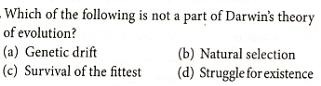 Which of the following is not a part of Darwin's theory
of evolution?
(a) Genetic drift (b) Natural selection
(c) Survival of the fittest (d) Struggle for existence